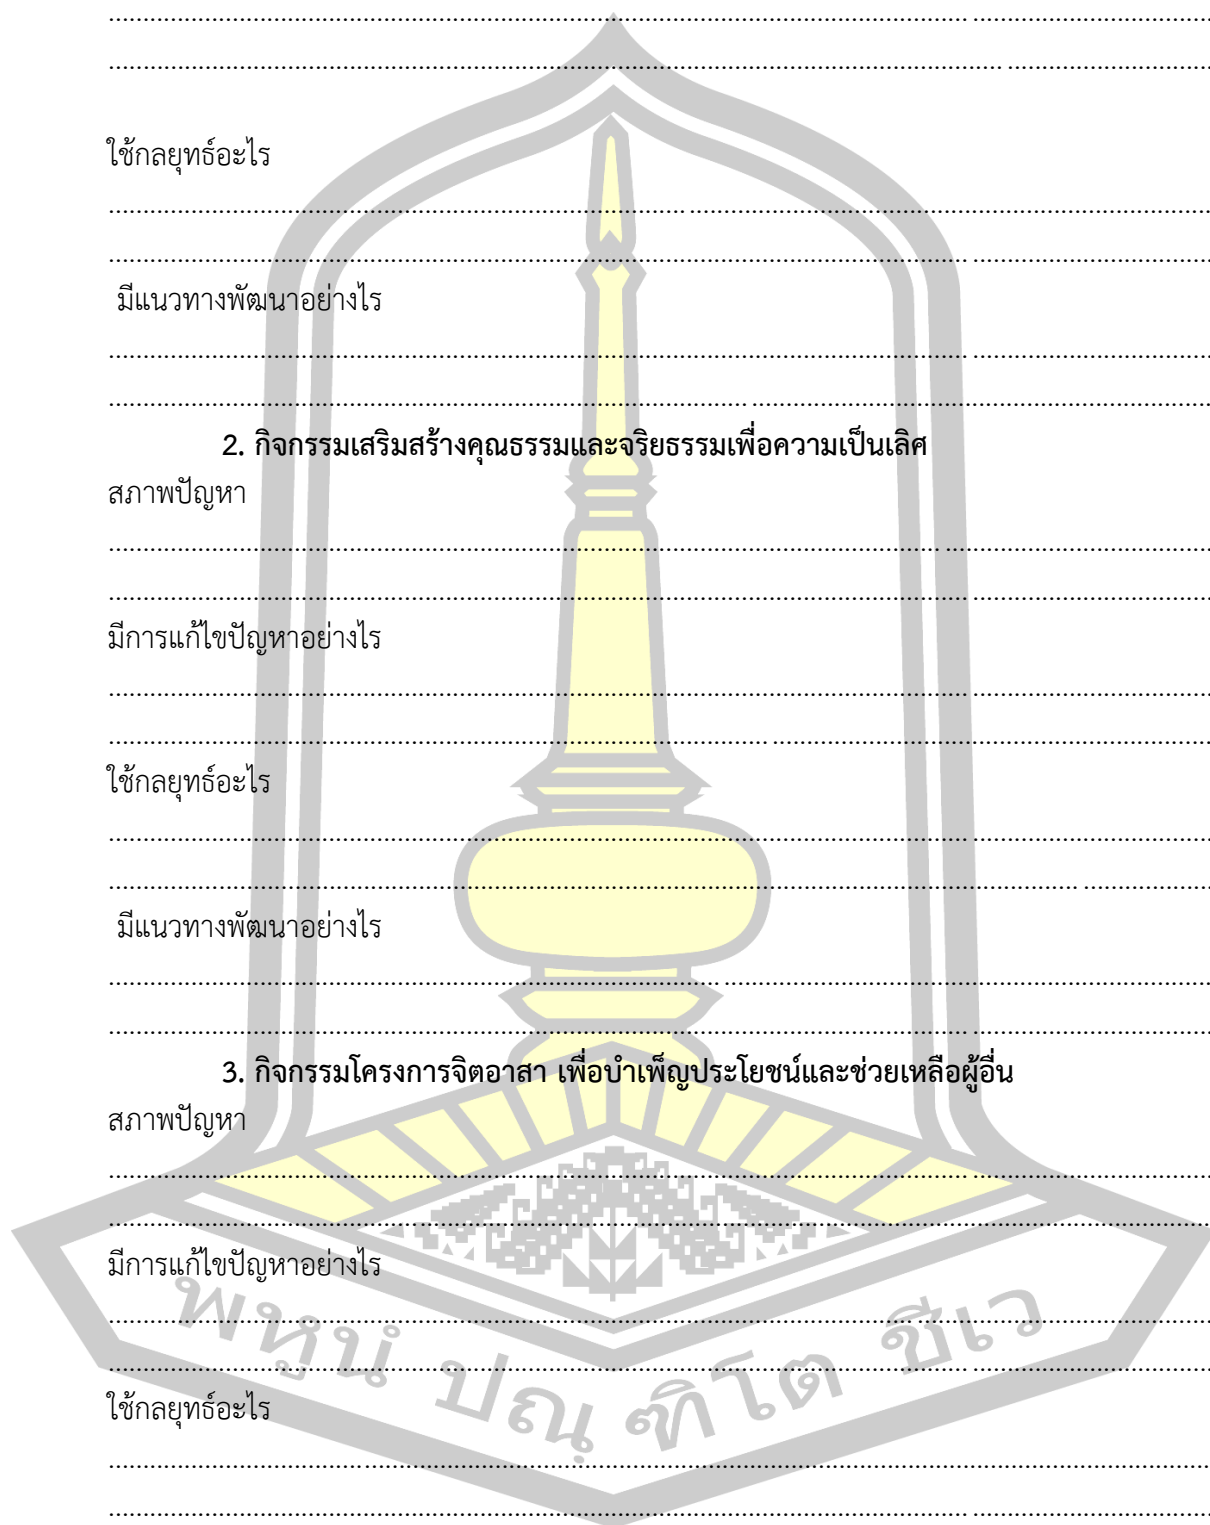 ใช้กลยุทธ์อะไร
มีแนวทางพัฒนาอย่างไร
2. กิจกรรมเสริมสร้างคุณธรรมและจริยธรรมเพื่อความเป็นเลิศ
สภาพปัญหา
มีการแก้ไขปัญหาอย่างไร
ใช้กลยุทธ์อะไร
มีแนวทางพัฒนาอย่างไร
3. กิจกรรมโครงการจิตอาสา เพื่อบำเพ็ญประโยชน์และช่วยเหลือผู้อื่น
สภาพปัญหา
มีการแก้ไขปัญหาอย่างไร
พหูนํ ปณฺฑิโต ชีเว
ใช้กลยุทธ์อะไร